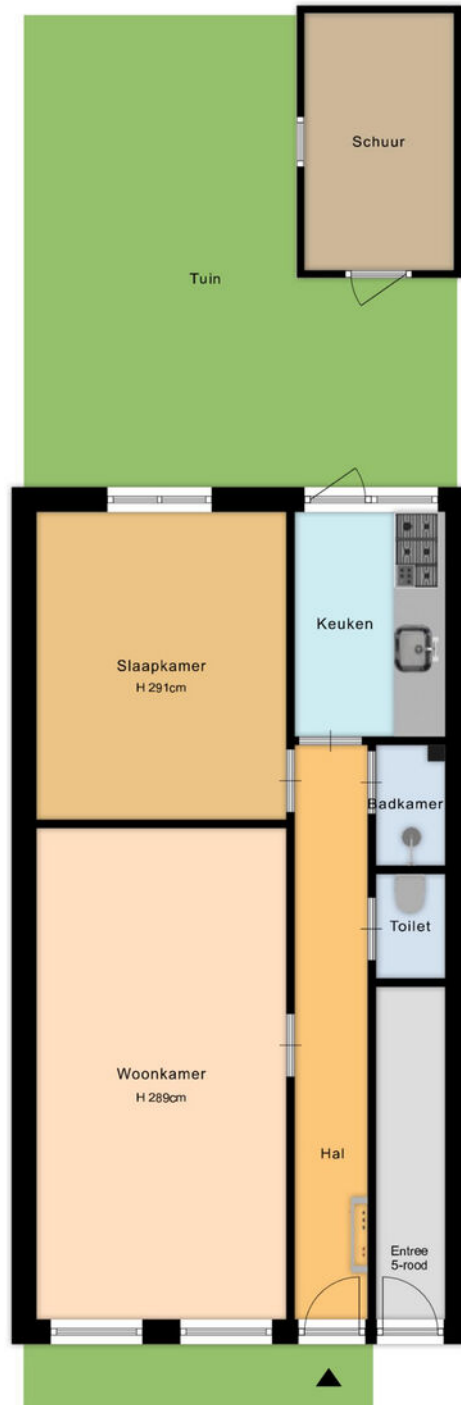 Schuur
Tuin
Keuken
Slaapkamer
H 291cm
Badkamer
Toilet
Woonkamer
H 289cm
Hal
Entree
5-rood